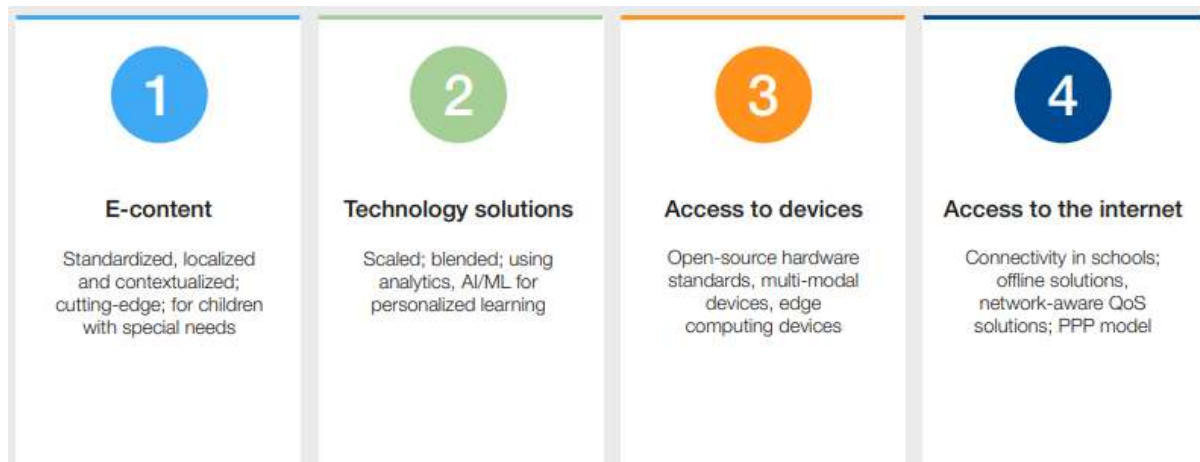 1
E-content
Standardized, localized
and contextualized;
cutting-edge; for children
with special needs
2
Technology solutions
Scaled; blended; using
analytics, AI/ML for
personalized learning
3
Access to devices
Open-source hardware
standards, multi-modal
devices, edge
computing devices
4
Access to the internet
Connectivity in schools;
offline solutions,
network-aware QoS
solutions; PPP model